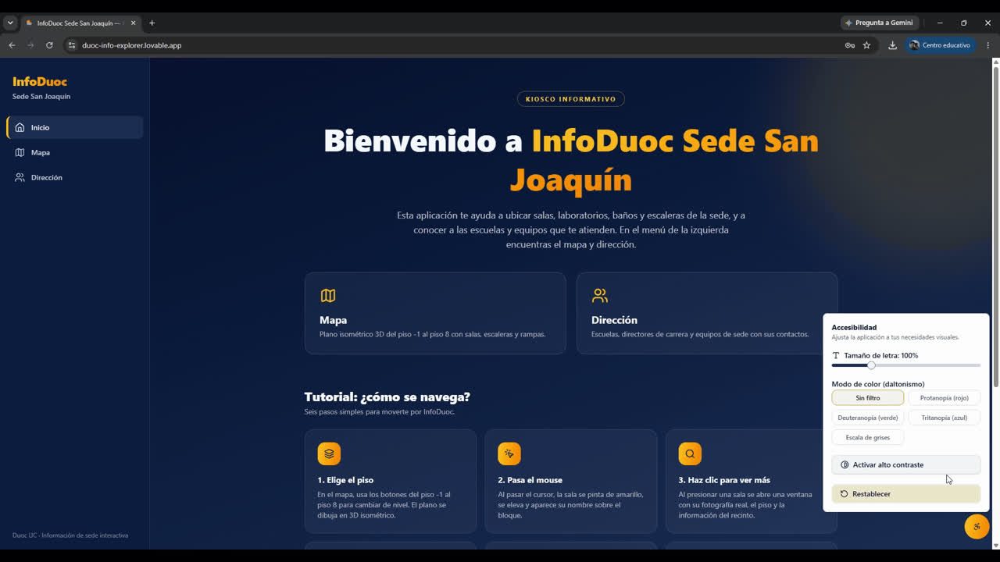 InfoDuoc Sede San Joaquín —
Pregunta a Gemini
duoc-info-explorer.lovable.app
Centro educativo
InfoDuoc
Sede San Joaquín
Inicio
Mapa
Dirección
Duoc UC · Información de sede interactiva
KIOSCO INFORMATIVO
Bienvenido a InfoDuoc Sede San
Joaquín
Esta aplicación te ayuda a ubicar salas, laboratorios, baños y escaleras de la sede, y a
conocer a las escuelas y equipos que te atienden. En el menú de la izquierda
encuentras el mapa y dirección.
Mapa
Plano isométrico 3D del piso -1 al piso 8 con salas, escaleras y rampas.
Dirección
Escuelas, directores de carrera y equipos de sede con sus contactos.
Tutorial: ¿cómo se navega?
Seis pasos simples para moverte por InfoDuoc.
1. Elige el piso
En el mapa, usa los botones del piso -1 al
piso 8 para cambiar de nivel. El plano se
dibuja en 3D isométrico.
2. Pasa el mouse
Al pasar el cursor, la sala se pinta de amarillo,
se eleva y aparece su nombre sobre el
bloque.
3. Haz clic para ver más
Al presionar una sala se abre una ventana
con su fotografía real, el piso y la
información del recinto.
Accesibilidad
Ajusta la aplicación a tus necesidades visuales.
Tamaño de letra: 100%
Modo de color (daltonismo)
Sin filtro
Protanopía (rojo)
Deuteranopía (verde)
Tritanopía (azul)
Escala de grises
Activar alto contraste
Restablecer